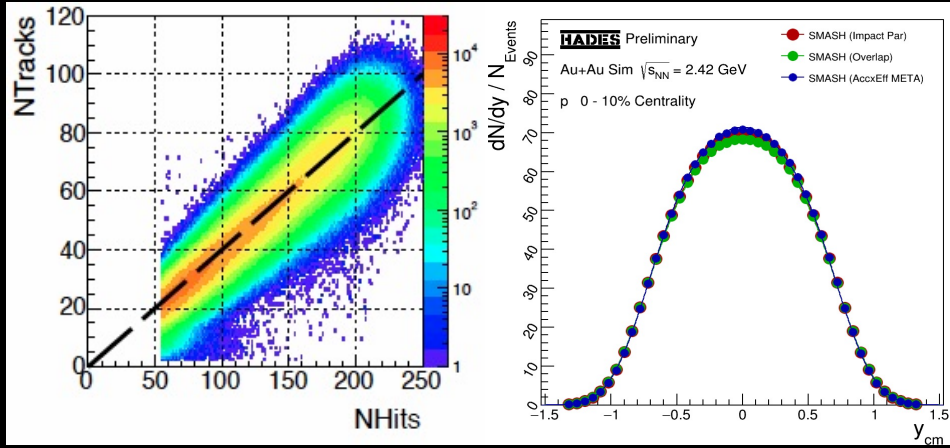 NTracks
120
100
80
60
40
20
0
0 50 100 150 200 250
NHits
10⁴
10³
10²
10
1
dN/dy / N_Events
HADES Preliminary
Au+Au Sim √s_NN = 2.42 GeV
p 0 - 10% Centrality
SMASH (Impact Par)
SMASH (Overlap)
SMASH (AccxEff META)
90
80
70
60
50
40
30
20
10
0
−1.5 −1 −0.5 0 0.5 1 1.5
y_cm